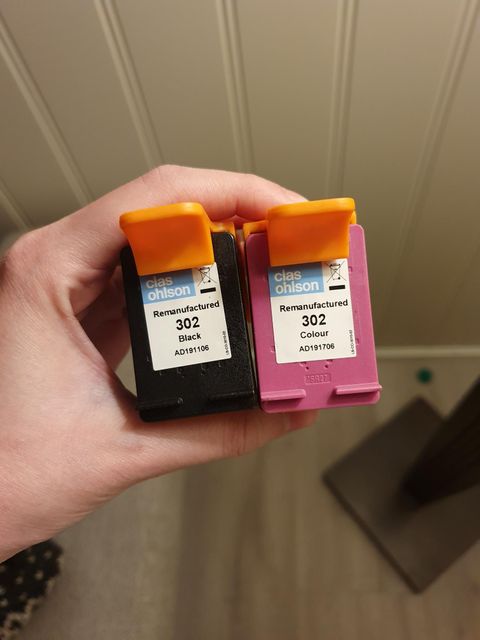 clas
ohlson
Remanufactured
302
Black
AD191106
clas
ohlson
Remanufactured
302
Colour
AD191706